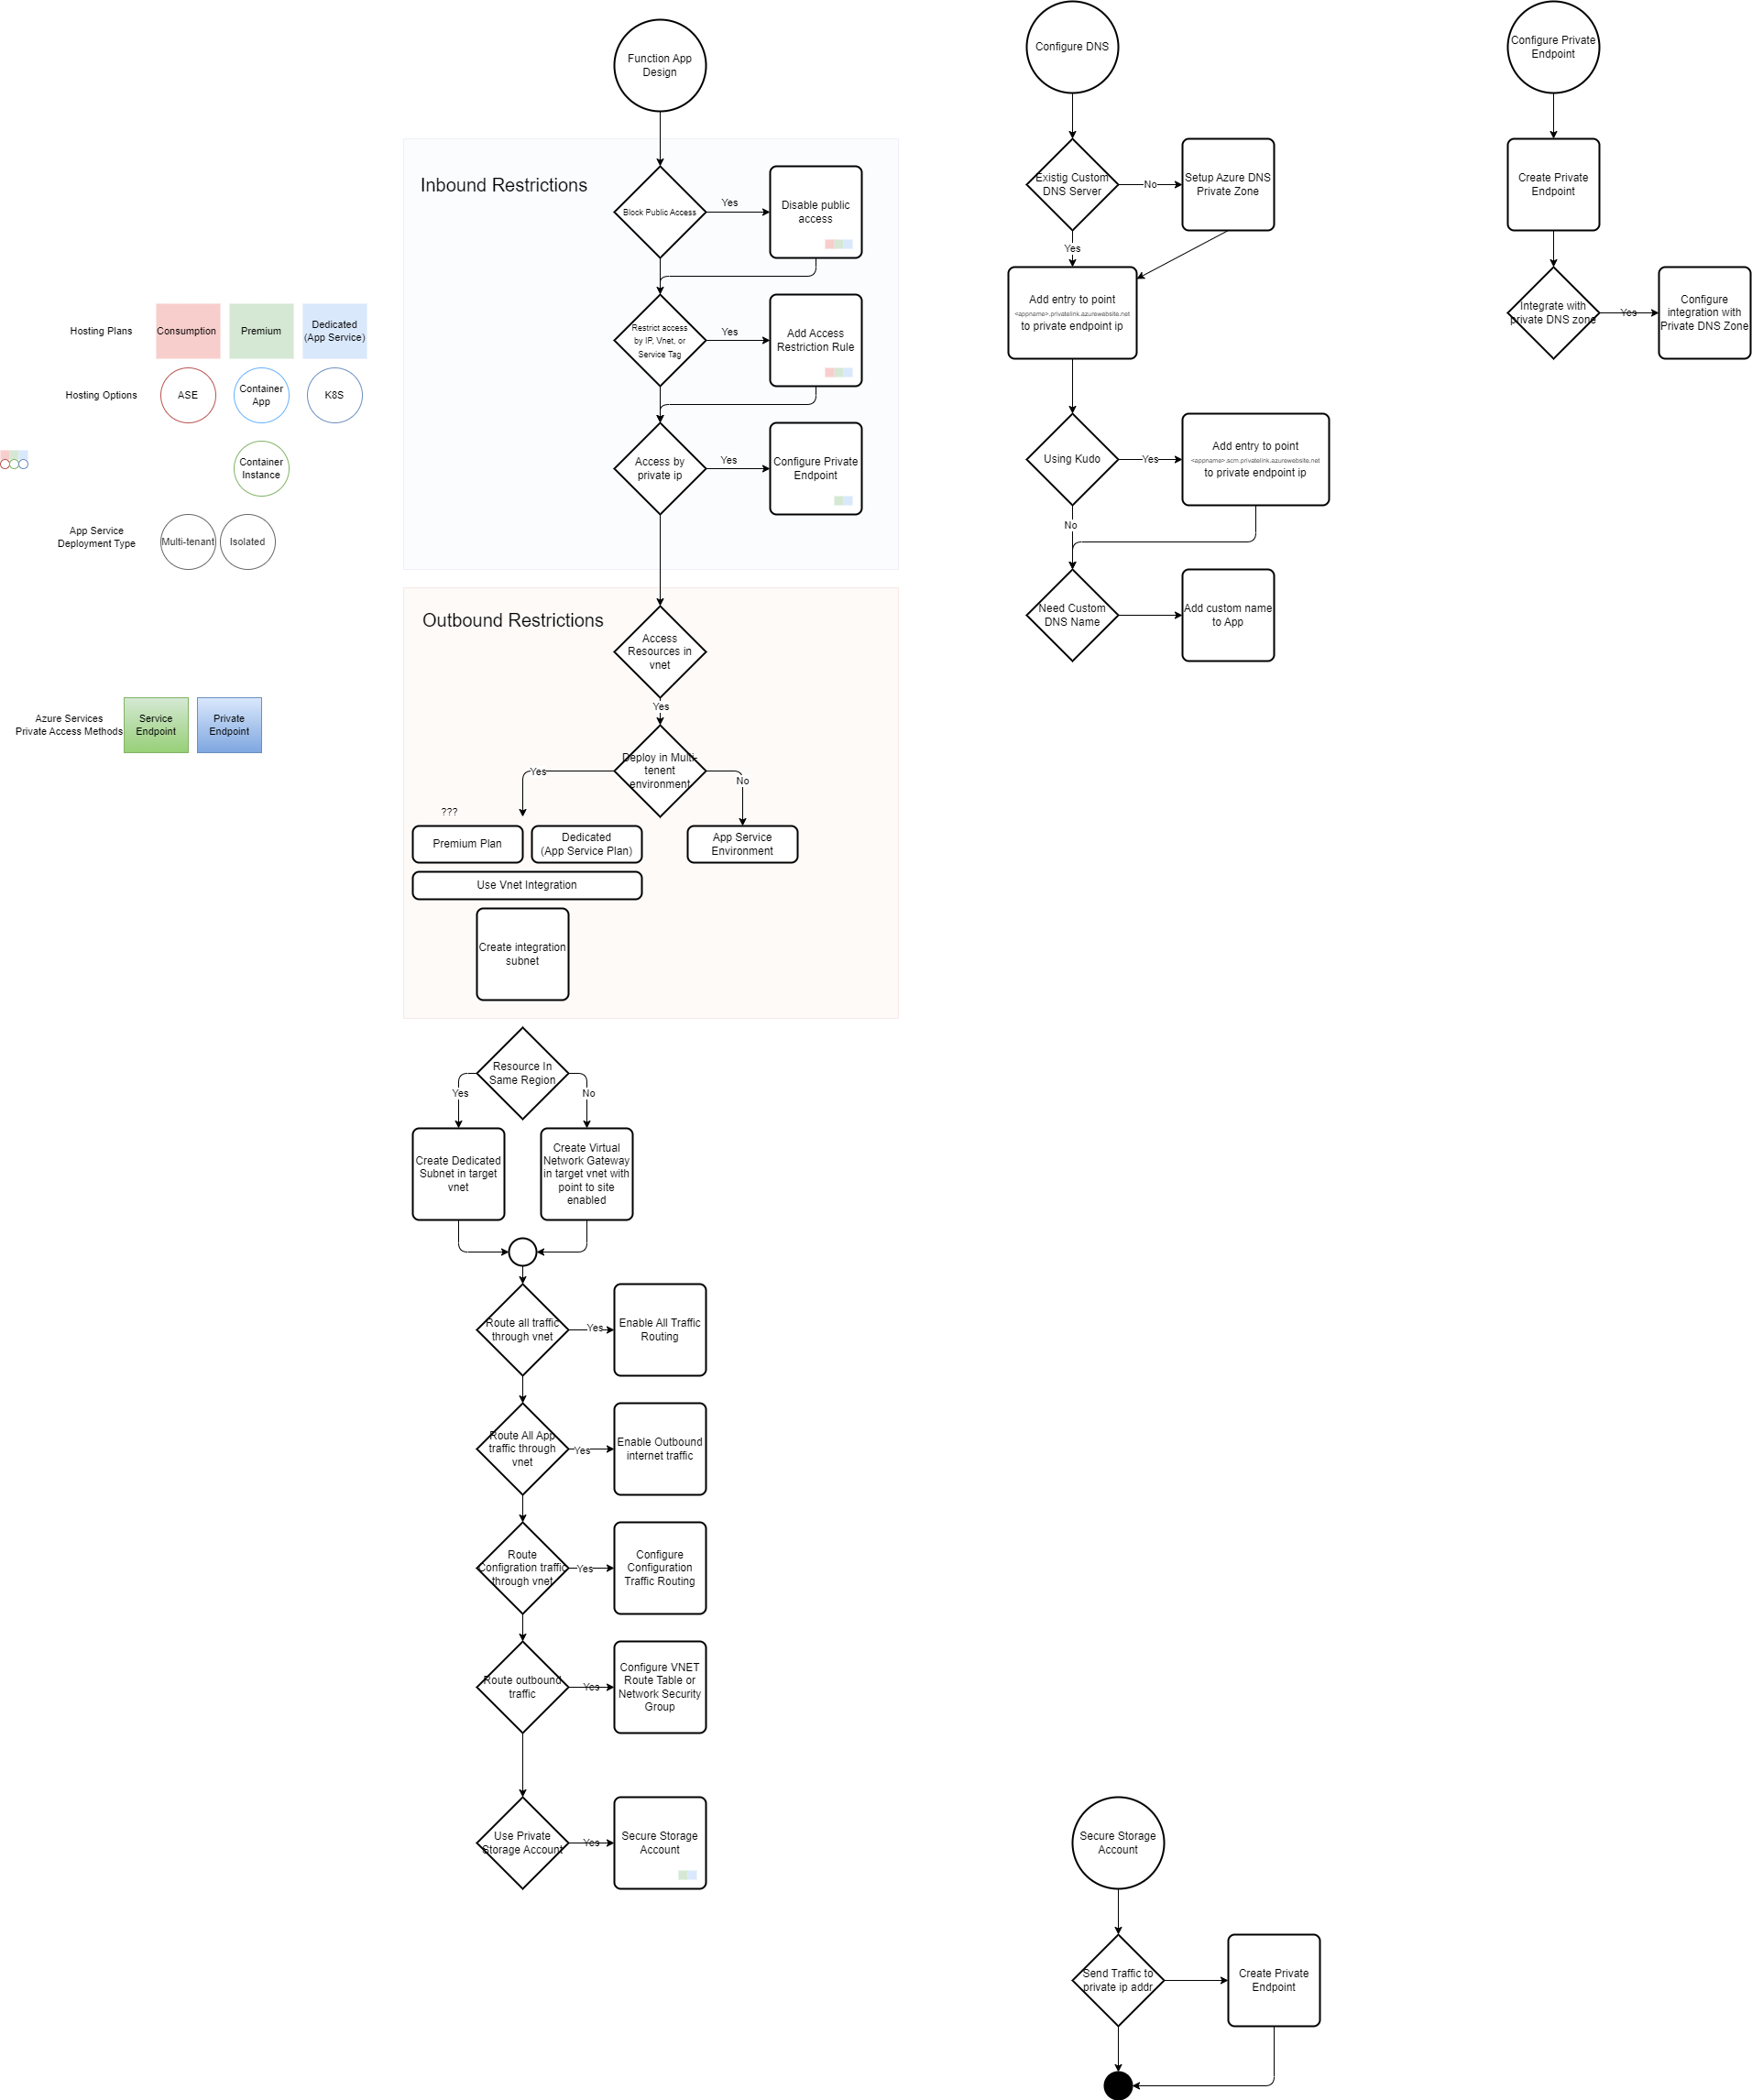 Function App
Design
Inbound Restrictions
Block Public Access
Yes
Disable public
access
Restrict access
by IP, Vnet, or
Service Tag
Yes
Add Access
Restriction Rule
Access by
private ip
Yes
Configure Private
Endpoint
Hosting Plans
Consumption
Premium
Dedicated
(App Service)
Hosting Options
ASE
Container
App
K8S
Container
Instance
App Service
Deployment Type
Multi-tenant
Isolated
Azure Services
Private Access Methods
Service
Endpoint
Private
Endpoint
Outbound Restrictions
Access
Resources in
vnet
Yes
Deploy in Multi-
tenent
environment
Yes
No
???
Premium Plan
Dedicated
(App Service Plan)
App Service
Environment
Use Vnet Integration
Create integration
subnet
Resource In
Same Region
Yes
No
Create Dedicated
Subnet in target
vnet
Create Virtual
Network Gateway
in target vnet with
point to site
enabled
Route all traffic
through vnet
Yes
Enable All Traffic
Routing
Route All App
traffic through
vnet
Yes
Enable Outbound
internet traffic
Route
Configration traffic
through vnet
Yes
Configure
Configuration
Traffic Routing
Route outbound
traffic
Yes
Configure VNET
Route Table or
Network Security
Group
Use Private
Storage Account
Yes
Secure Storage
Account
Configure DNS
Existig Custom
DNS Server
No
Setup Azure DNS
Private Zone
Yes
Add entry to point
<appname>.privatelink.azurewebsite.net
to private endpoint ip
Using Kudo
Yes
Add entry to point
<appname>.scm.privatelink.azurewebsite.net
to private endpoint ip
No
Need Custom
DNS Name
Add custom name
to App
Configure Private
Endpoint
Create Private
Endpoint
Integrate with
private DNS zone
Yes
Configure
integration with
Private DNS Zone
Secure Storage
Account
Send Traffic to
private ip addr
Create Private
Endpoint